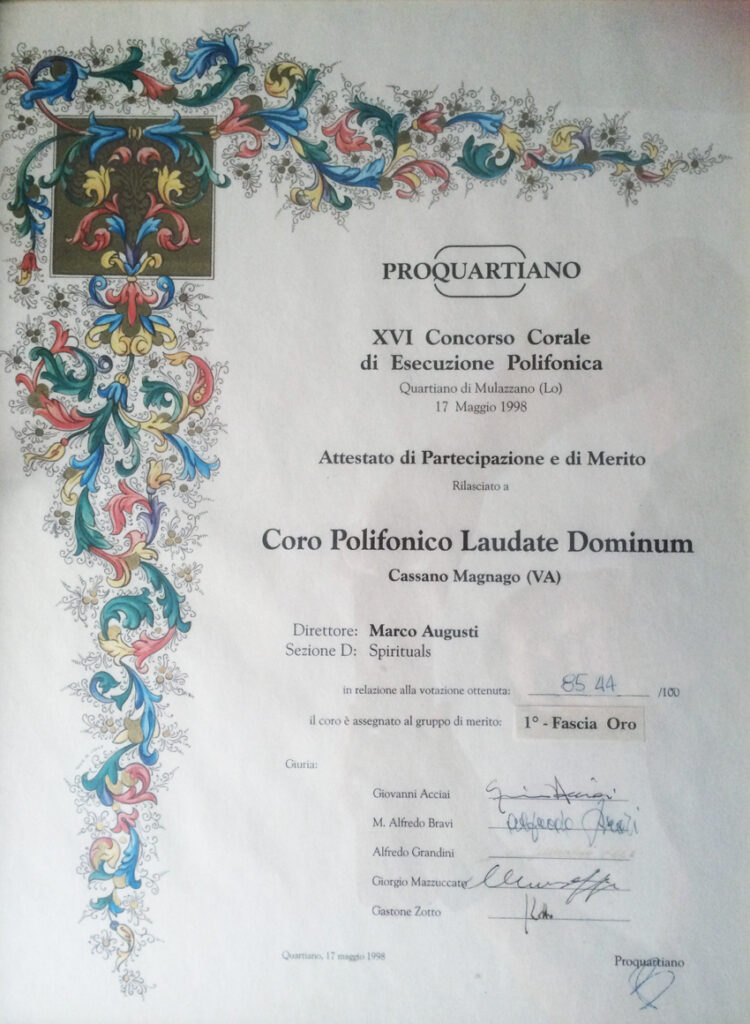 PROQUARTIANO
XVI Concorso Corale
di Esecuzione Polifonica
Quartiano di Mulazzano (Lo)
17 Maggio 1998
Attestato di Partecipazione e di Merito
Rilasciato a
Coro Polifonico Laudate Dominum
Cassano Magnago (VA)
Direttore: Marco Augusti
Sezione D: Spirituals
in relazione alla votazione ottenuta: 85 44 /100
il coro è assegnato al gruppo di merito: 1° - Fascia Oro
Giuria:
Giovanni Acciai
M. Alfredo Bravi
Alfredo Grandini
Giorgio Mazzuccato
Gastone Zotto
Quartiano, 17 maggio 1998
Proquartiano